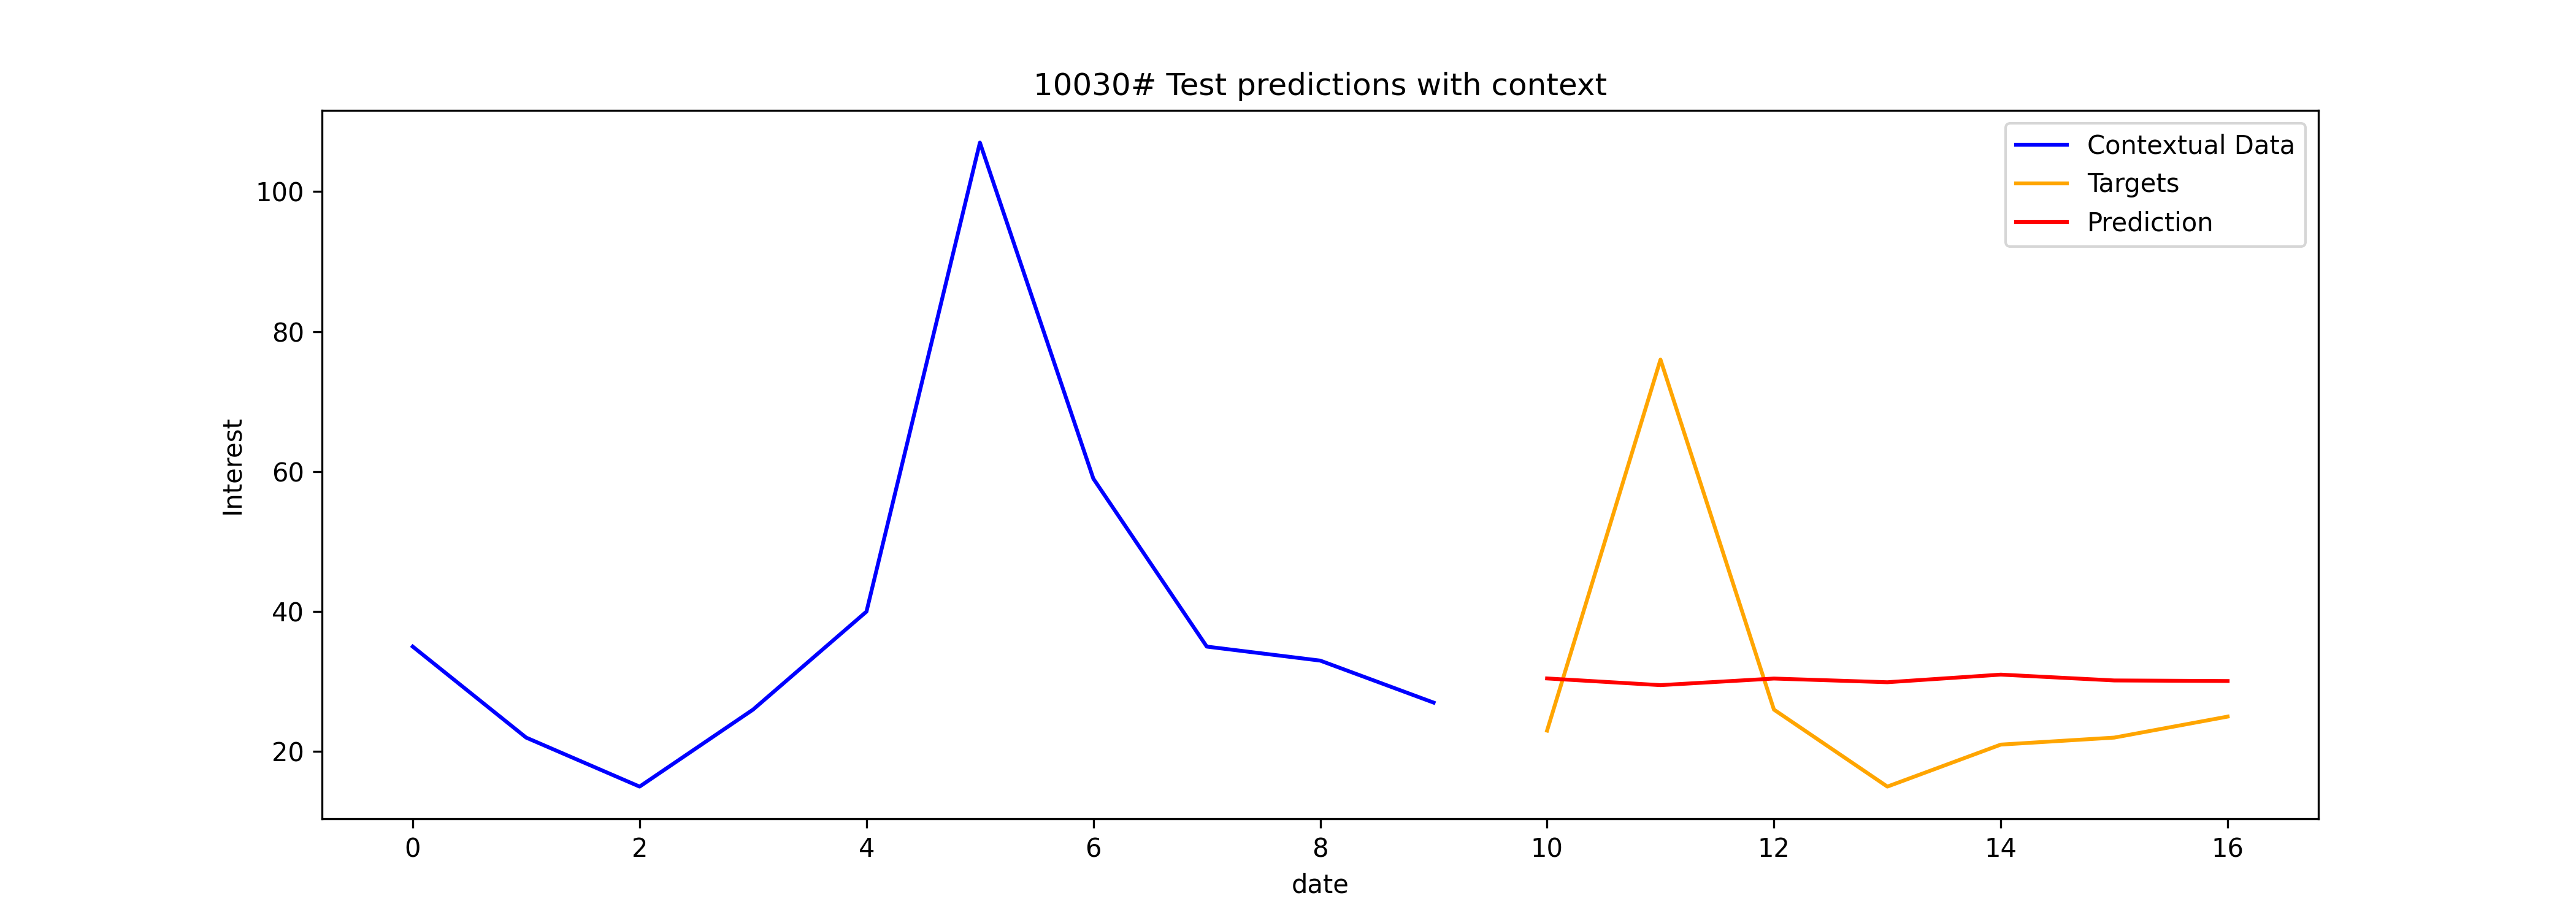 10030# Test predictions with context
Contextual Data
Targets
Prediction
Interest
100
80
60
40
20
0 2 4 6 8 10 12 14 16
date